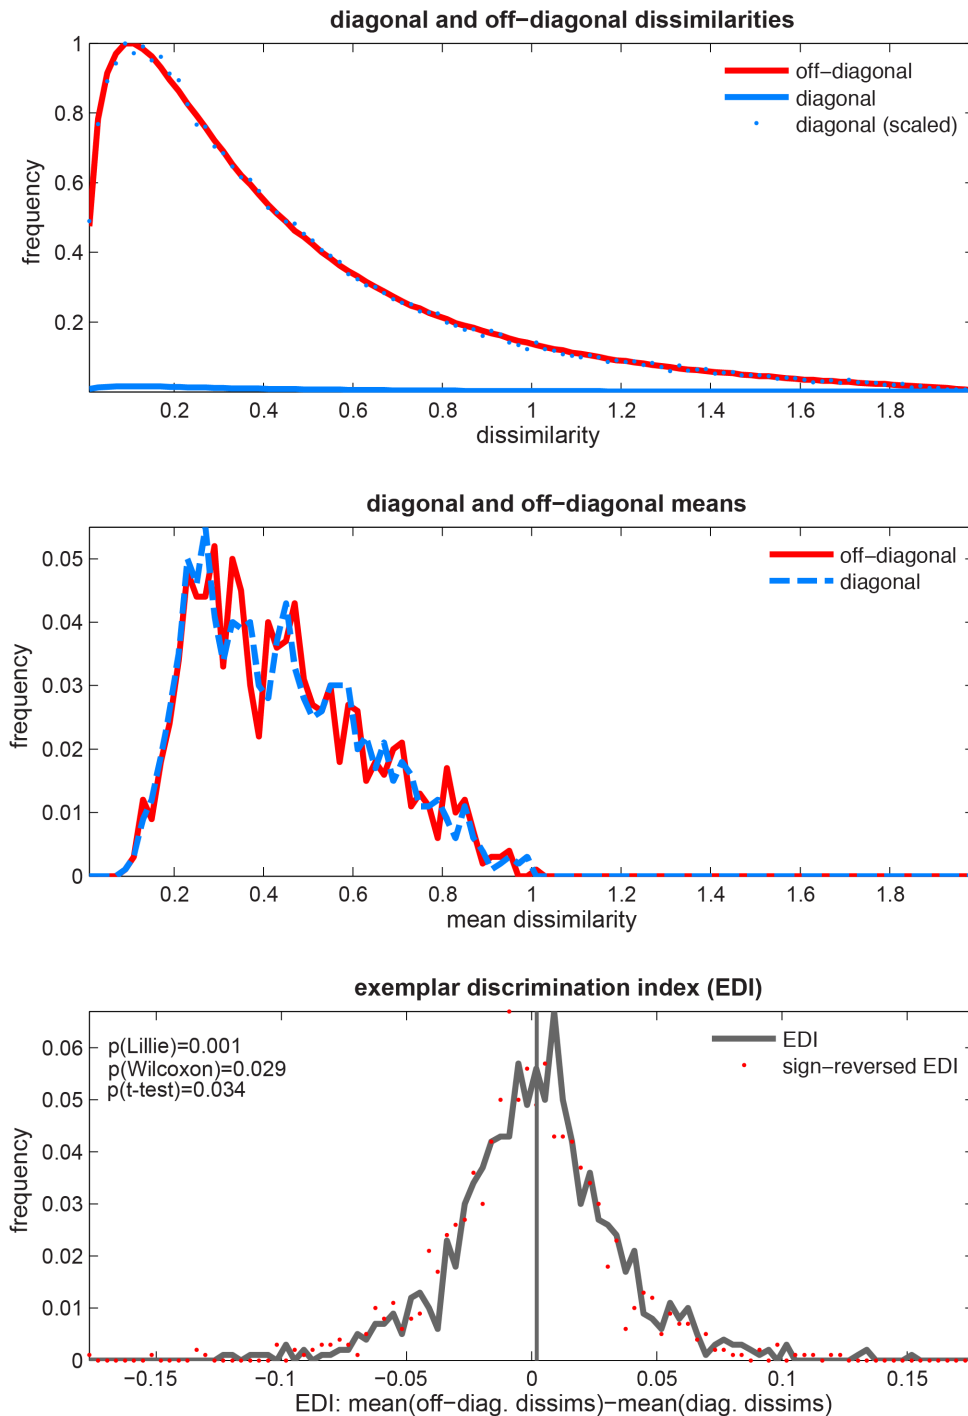 diagonal and off−diagonal dissimilarities
1
0.8
0.6
0.4
0.2
frequency
off−diagonal
diagonal
diagonal (scaled)
0.2 0.4 0.6 0.8 1 1.2 1.4 1.6 1.8
dissimilarity
diagonal and off−diagonal means
0.05
0.04
0.03
0.02
0.01
0
frequency
off−diagonal
diagonal
0.2 0.4 0.6 0.8 1 1.2 1.4 1.6 1.8
mean dissimilarity
exemplar discrimination index (EDI)
p(Lillie)=0.001
p(Wilcoxon)=0.029
p(t-test)=0.034
EDI
sign−reversed EDI
0.06
0.05
0.04
0.03
0.02
0.01
0
frequency
−0.15 −0.1 −0.05 0 0.05 0.1 0.15
EDI: mean(off−diag. dissims)−mean(diag. dissims)